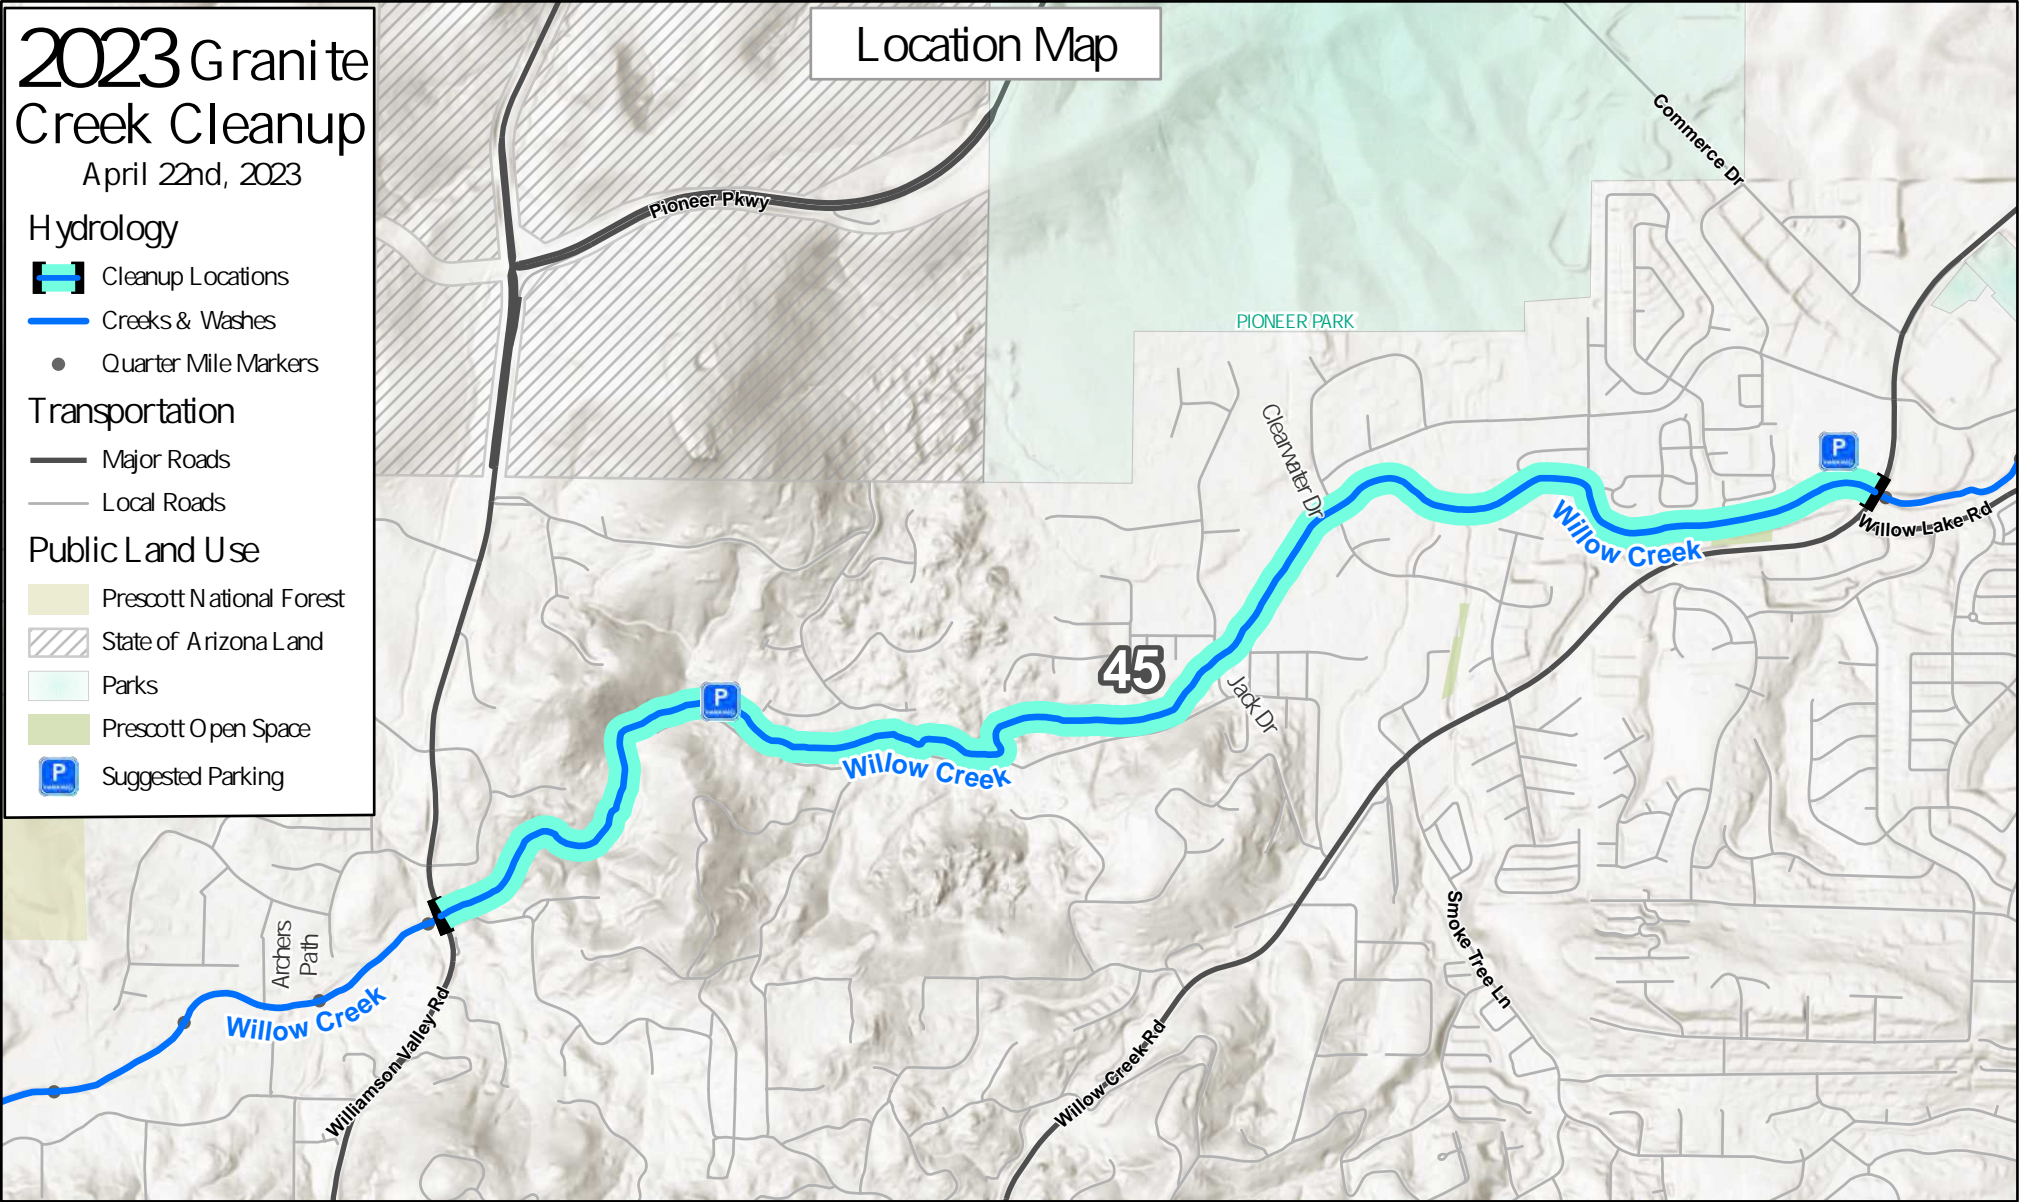 2023 Granite
Creek Cleanup
April 22nd, 2023
Hydrology
Cleanup Locations
Creeks & Washes
Quarter Mile Markers
Transportation
Major Roads
Local Roads
Public Land Use
Prescott National Forest
State of Arizona Land
Parks
Prescott Open Space
P
PARKING
Suggested Parking
Location Map
Commerce Dr
Pioneer Pkwy
PIONEER PARK
Clearwater Dr
P
PARKING
Willow Lake Rd
Willow Creek
45
Jack Dr
P
PARKING
Willow Creek
Smoke Tree Ln
Archers
Path
Willow Creek
Williamson Valley Rd
Willow Creek Rd